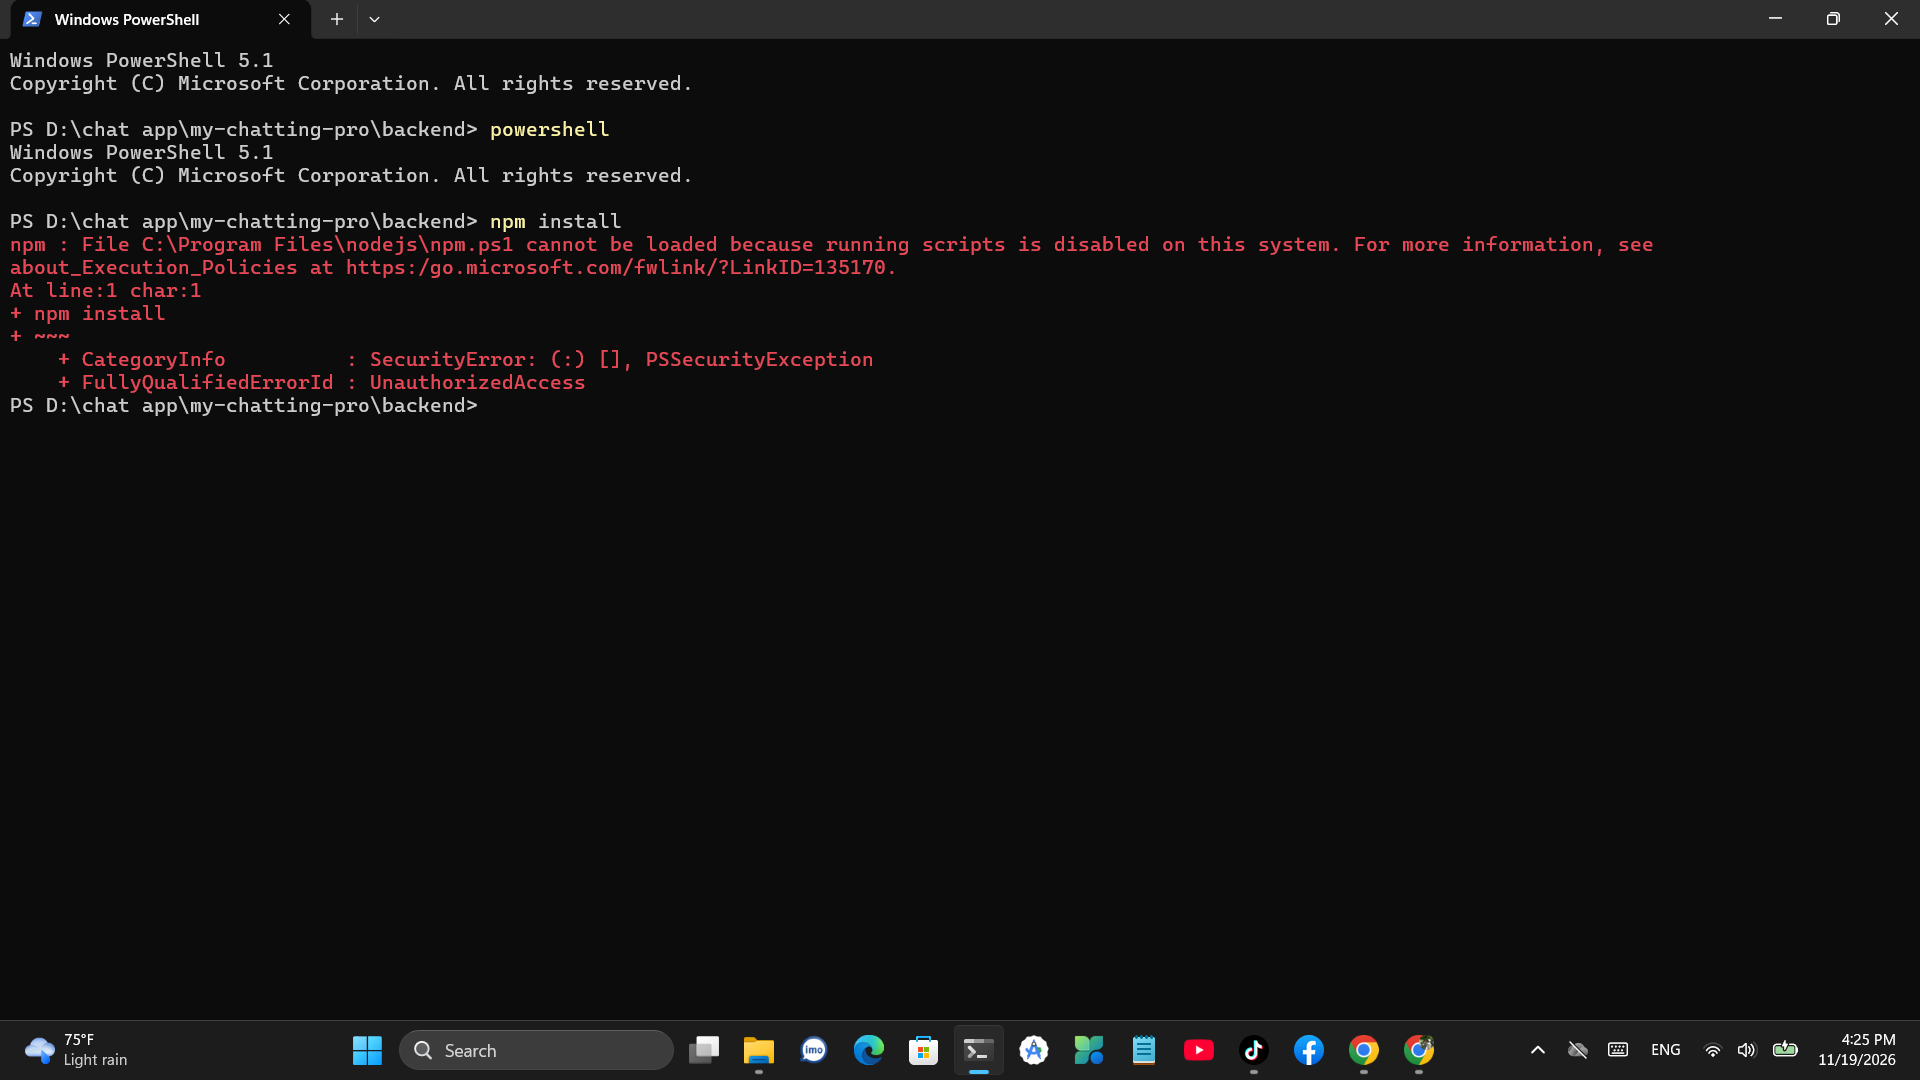 Windows PowerShell
Windows PowerShell 5.1
Copyright (C) Microsoft Corporation. All rights reserved.
PS D:\chat app\my-chatting-pro\backend> powershell
Windows PowerShell 5.1
Copyright (C) Microsoft Corporation. All rights reserved.
PS D:\chat app\my-chatting-pro\backend> npm install
npm : File C:\Program Files\nodejs\npm.ps1 cannot be loaded because running scripts is disabled on this system. For more information, see
about_Execution_Policies at https:/go.microsoft.com/fwlink/?LinkID=135170.
At line:1 char:1
+ npm install
+ ~~~
    + CategoryInfo          : SecurityError: (:) [], PSSecurityException
    + FullyQualifiedErrorId : UnauthorizedAccess
PS D:\chat app\my-chatting-pro\backend>
75°F
Light rain
Search
imo
ENG
4:25 PM
11/19/2026